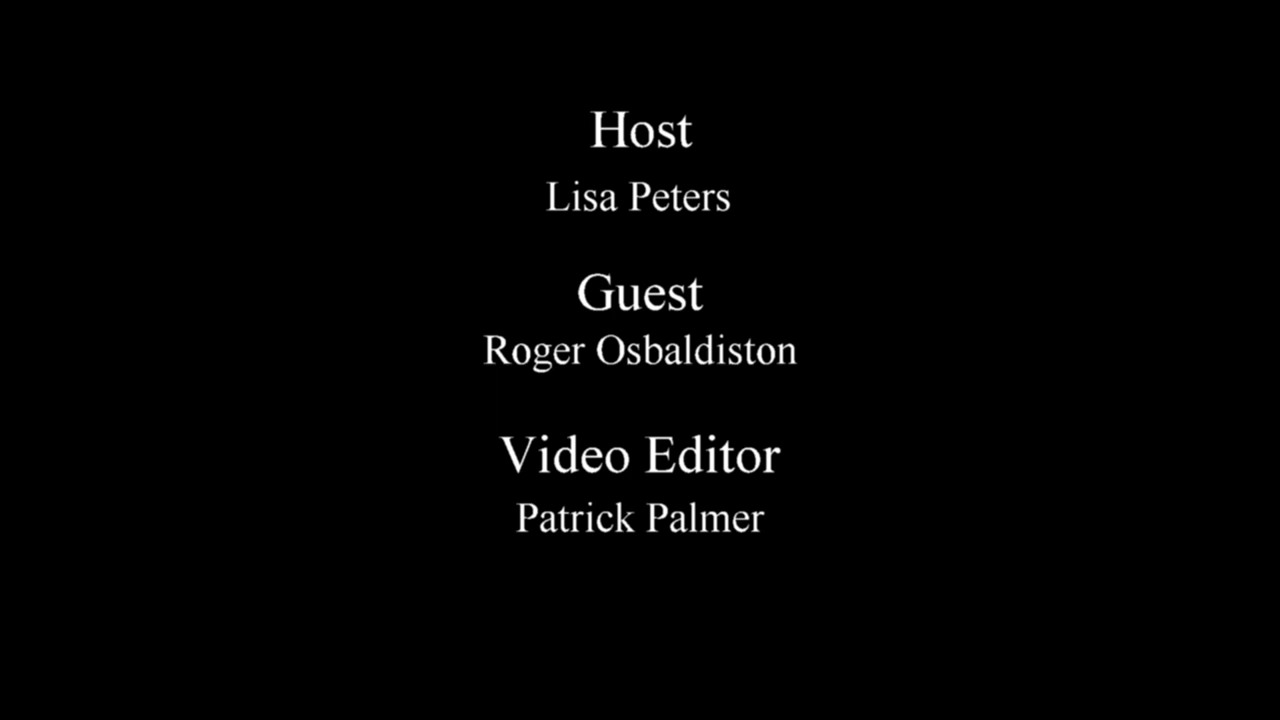 Host
Lisa Peters
Guest
Roger Osbaldiston
Video Editor
Patrick Palmer